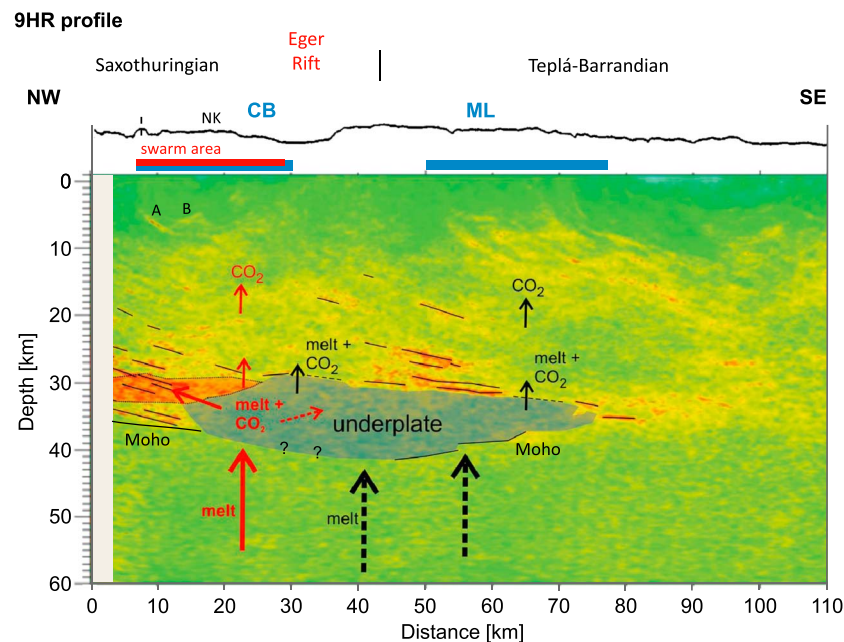 9HR profile
Eger
Rift
Saxothuringian
Teplá-Barrandian
NW
CB
ML
SE
NK
swarm area
A
B
CO₂
CO₂
melt +
CO₂
melt +
CO₂
melt +
CO₂
underplate
Moho
? ?
Moho
melt
melt
0
10
20
30
40
50
60
Depth [km]
0 10 20 30 40 50 60 70 80 90 100 110
Distance [km]